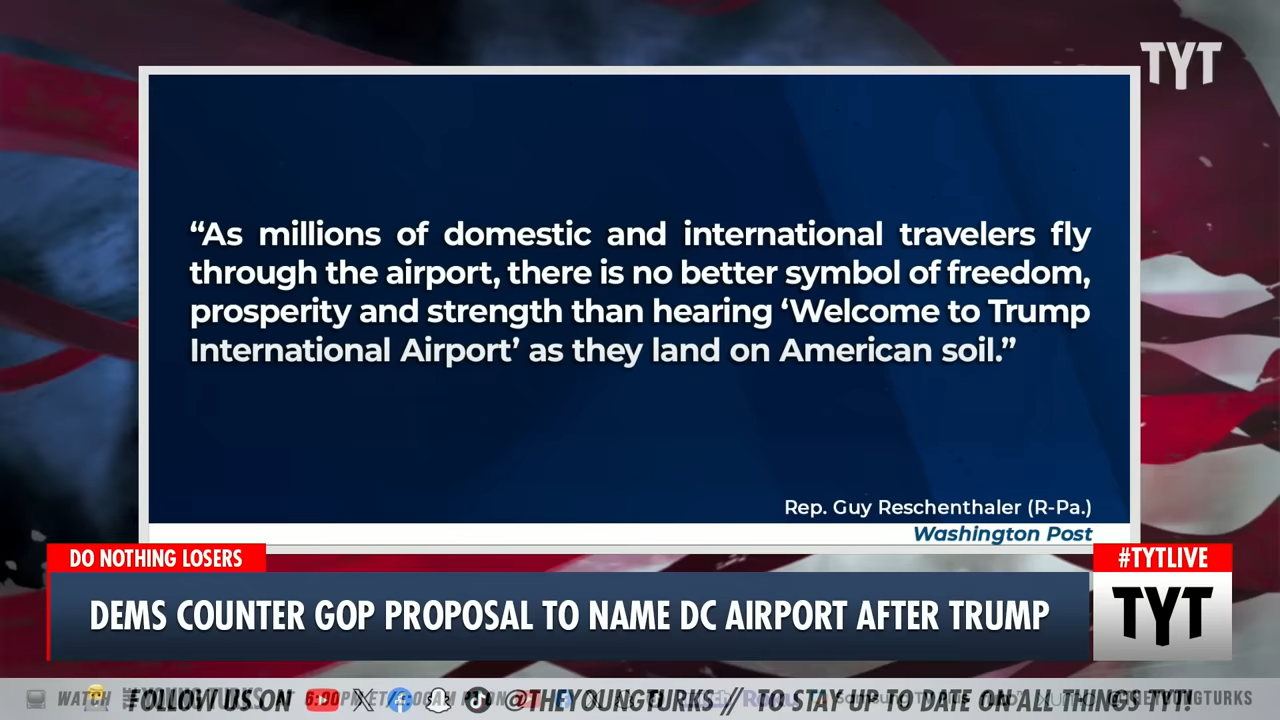 TYT
“As millions of domestic and international travelers fly
through the airport, there is no better symbol of freedom,
prosperity and strength than hearing ‘Welcome to Trump
International Airport’ as they land on American soil.”
Rep. Guy Reschenthaler (R-Pa.)
Washington Post
DO NOTHING LOSERS
#TYTLIVE
DEMS COUNTER GOP PROPOSAL TO NAME DC AIRPORT AFTER TRUMP
TYT
FOLLOW US ON @THEYOUNGTURKS // TO STAY UP TO DATE ON ALL THINGS TYT!